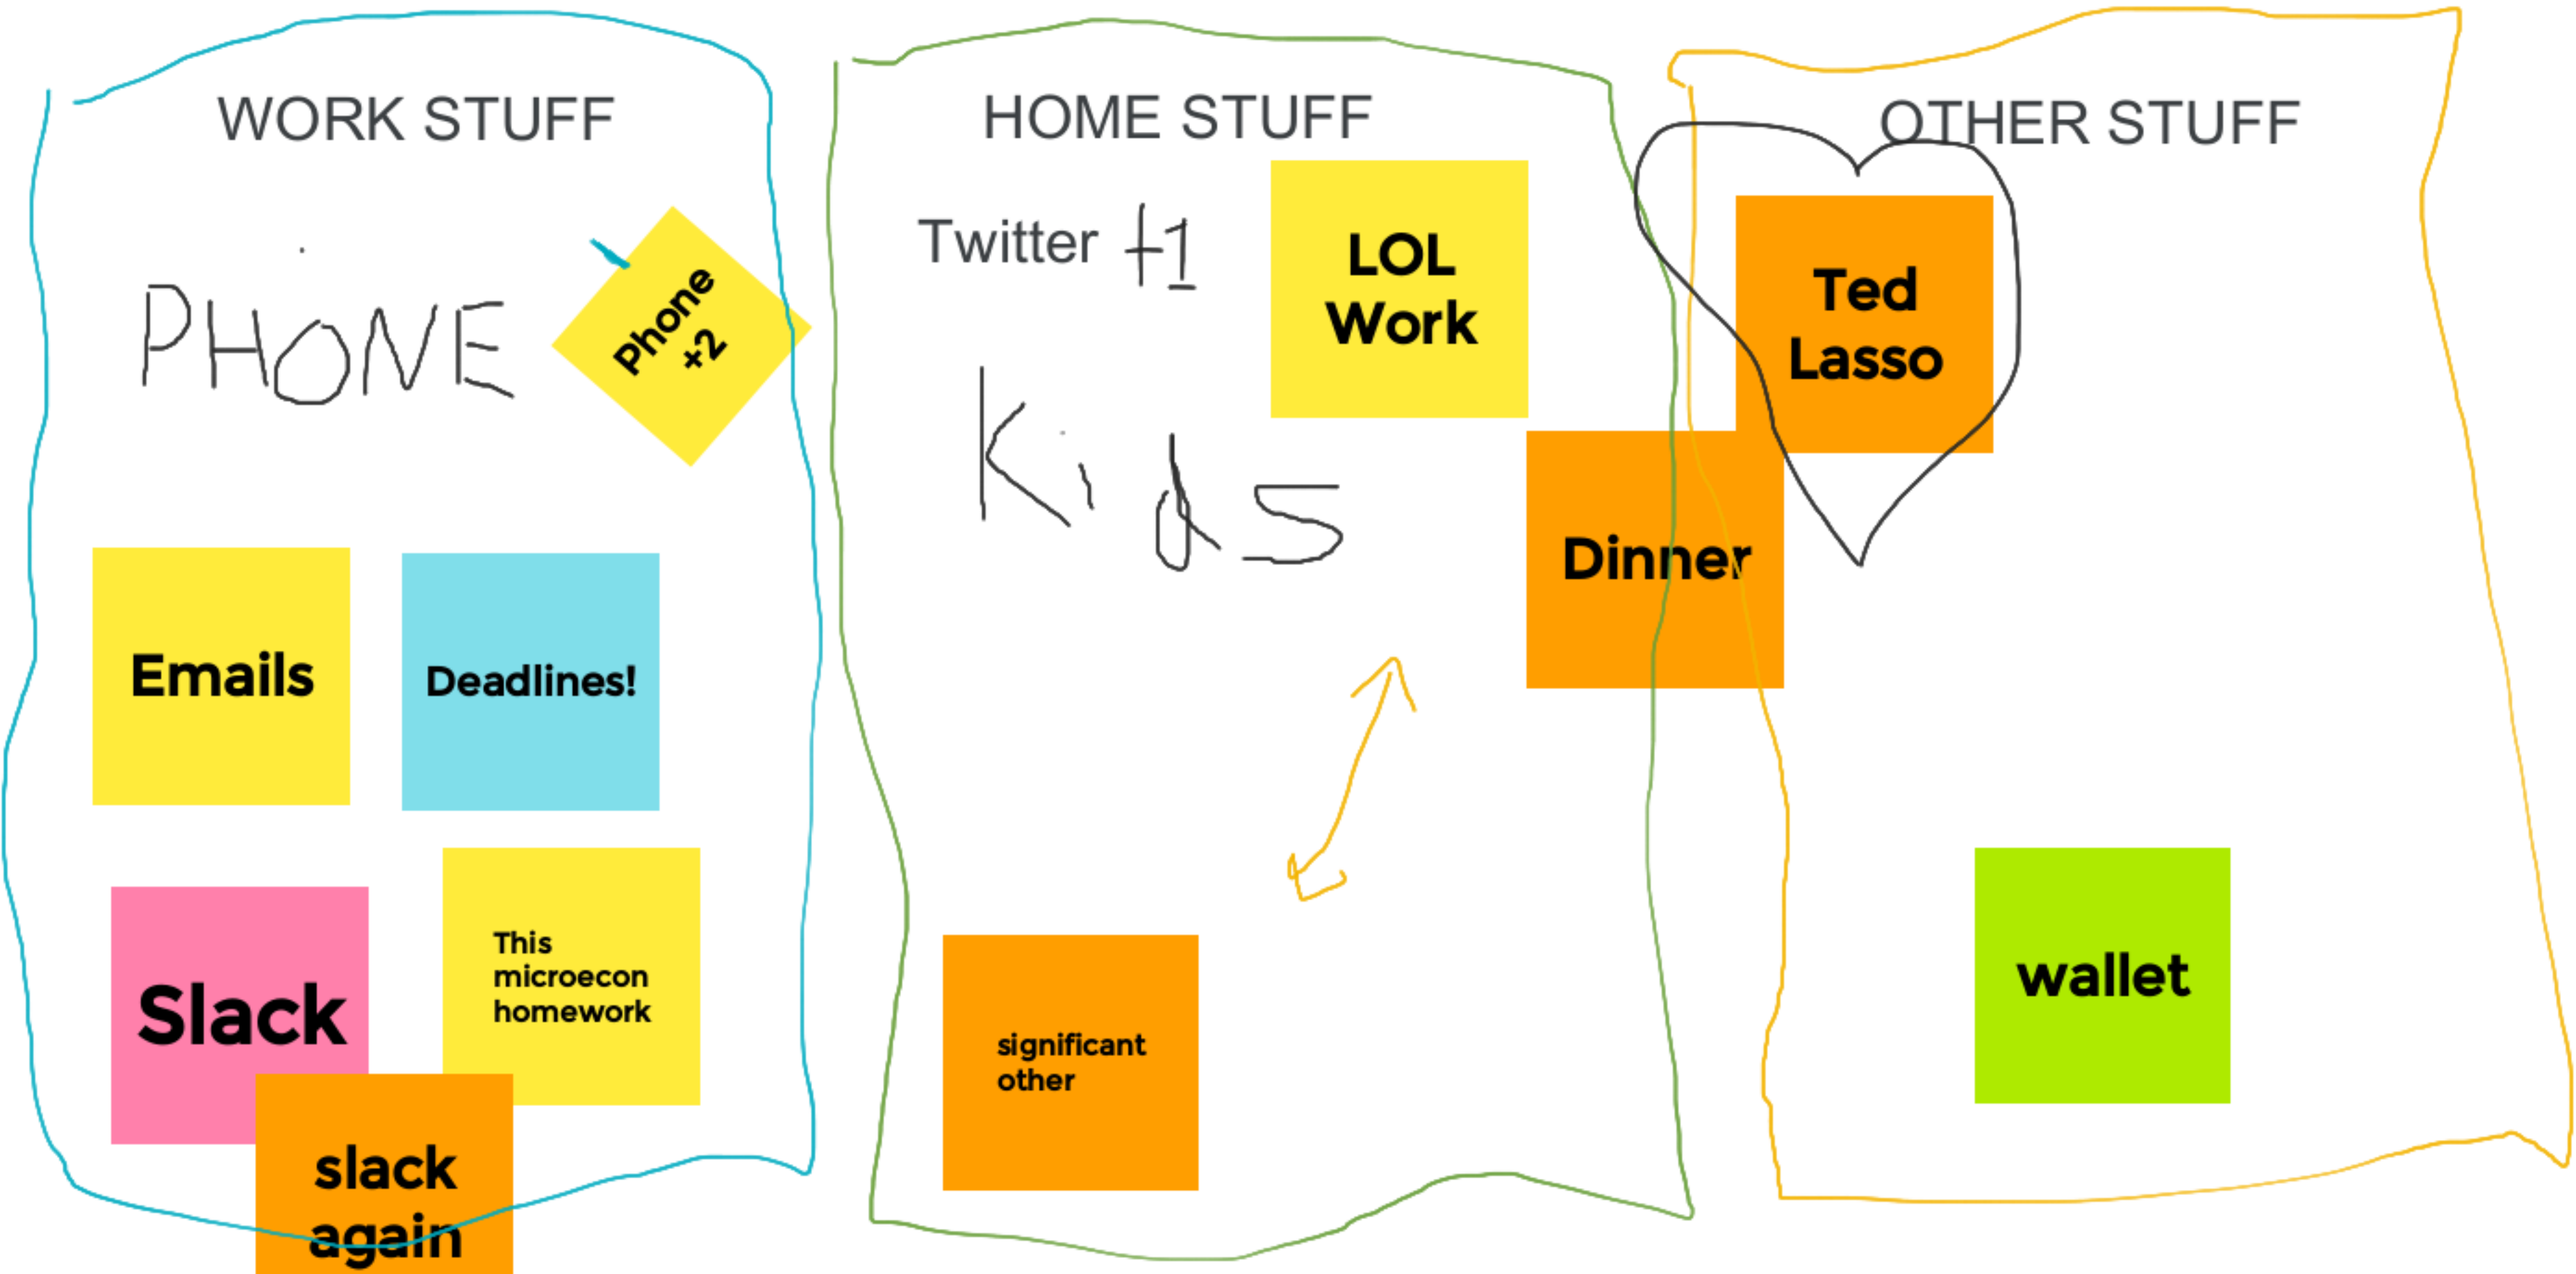 WORK STUFF
PHONE
Phone
+2
Emails
Deadlines!
Slack
This
microecon
homework
slack
again
HOME STUFF
Twitter +1
LOL
Work
Kids
Dinner
significant
other
OTHER STUFF
Ted
Lasso
wallet